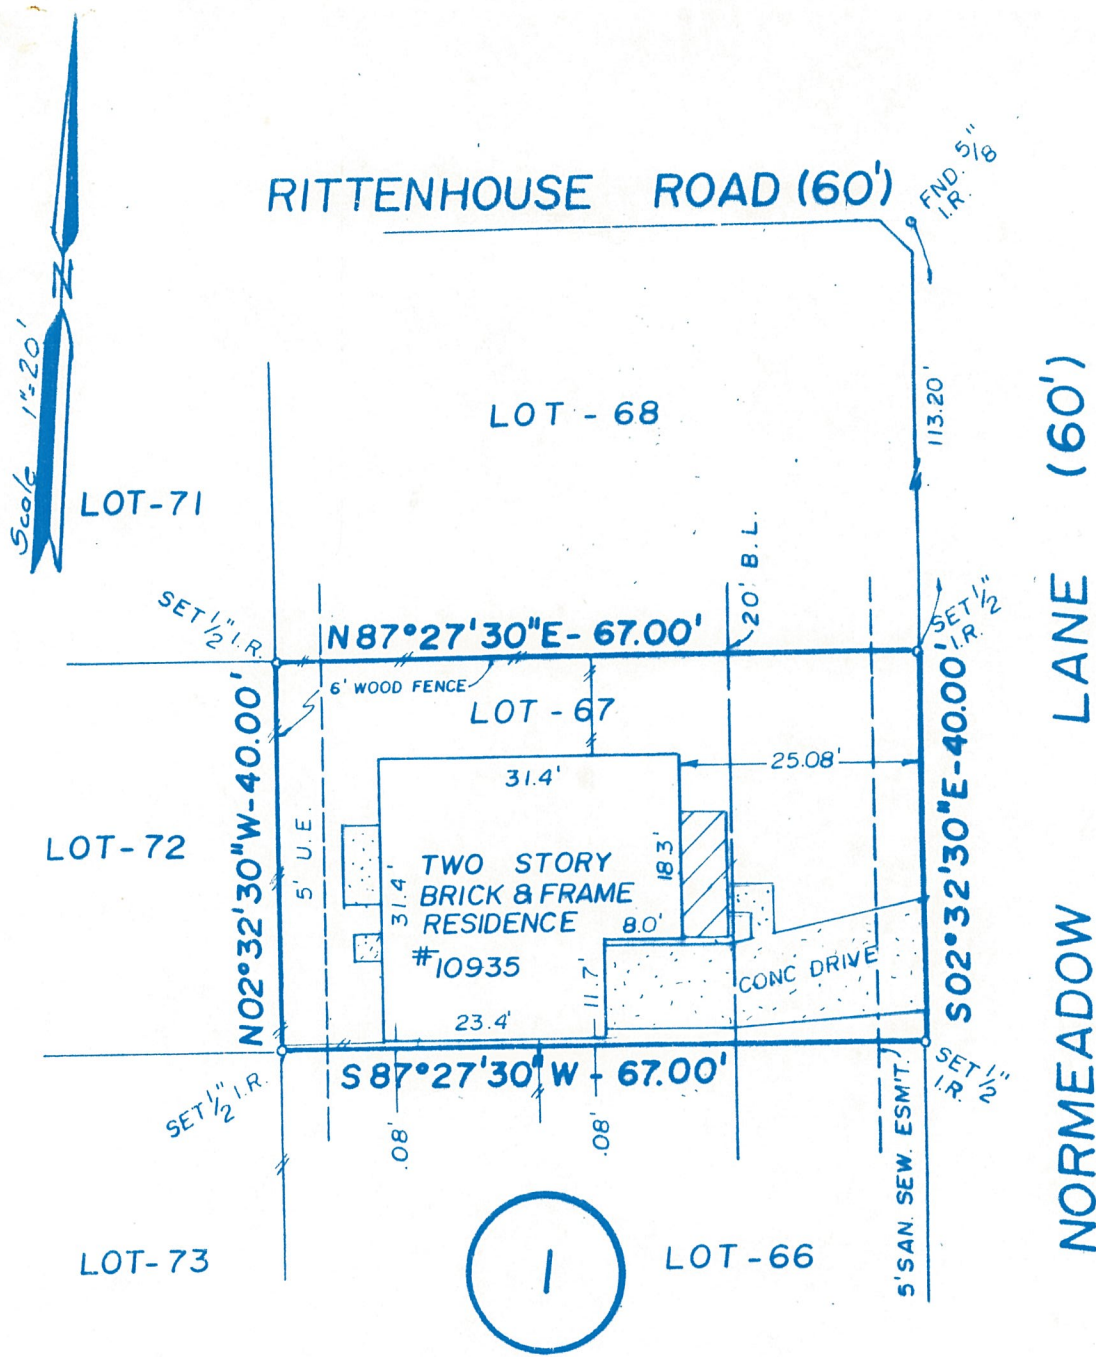 RITTENHOUSE ROAD (60')
FND. 5/8"
I.R.
N
Scale 1"=20'
LOT - 68
113.20'
LOT-71
20' B.L.
SET 1/2" I.R.
N 87°27'30"E- 67.00'
SET 1/2"
I.R.
6' WOOD FENCE
LOT - 67
NORMEADOW LANE (60')
N02°32'30"W-40.00'
S02°32'30"E-40.00'
31.4'
25.08'
LOT-72
5' U.E.
31.4'
TWO STORY
BRICK & FRAME
RESIDENCE
#10935
18.3'
8.0'
11.7'
CONC DRIVE
23.4'
S 87°27'30" W - 67.00'
SET 1/2" I.R.
SET 1/2"
I.R.
.08'
.08'
5' SAN. SEW. ESM'T.
LOT-73
1
LOT-66